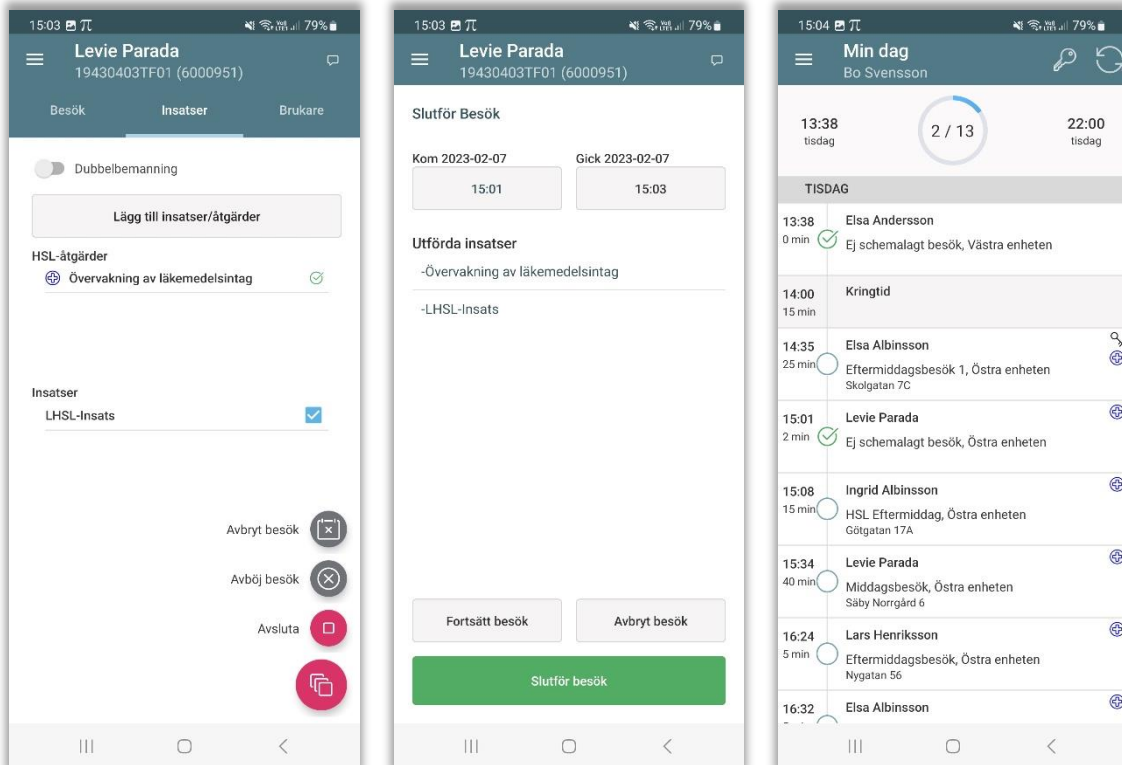 15:03 π 79%
Levie Parada
19430403TF01 (6000951)
Besök Insatser Brukare
Dubbelbemanning
Lägg till insatser/åtgärder
HSL-åtgärder
Övervakning av läkemedelsintag
Insatser
LHSL-Insats
Avbryt besök
Avböj besök
Avsluta
15:03 π 79%
Levie Parada
19430403TF01 (6000951)
Slutför Besök
Kom 2023-02-07 Gick 2023-02-07
15:01 15:03
Utförda insatser
-Övervakning av läkemedelsintag
-LHSL-Insats
Fortsätt besök Avbryt besök
Slutför besök
15:04 π 79%
Min dag
Bo Svensson
13:38 2 / 13 22:00
tisdag tisdag
TISDAG
13:38 Elsa Andersson
0 min Ej schemalagt besök, Västra enheten
14:00 Kringtid
15 min
14:35 Elsa Albinsson
25 min Eftermiddagsbesök 1, Östra enheten
Skolgatan 7C
15:01 Levie Parada
2 min Ej schemalagt besök, Östra enheten
15:08 Ingrid Albinsson
15 min HSL Eftermiddag, Östra enheten
Götgatan 17A
15:34 Levie Parada
40 min Middagsbesök, Östra enheten
Säby Norrgård 6
16:24 Lars Henriksson
5 min Eftermiddagsbesök, Östra enheten
Nygatan 56
16:32 Elsa Albinsson